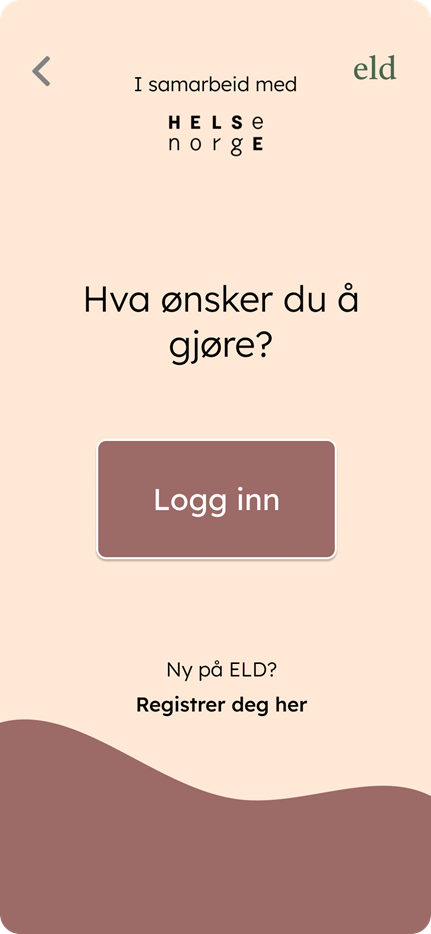 eld
I samarbeid med
HELSe
norgE
Hva ønsker du å
gjøre?
Logg inn
Ny på ELD?
Registrer deg her